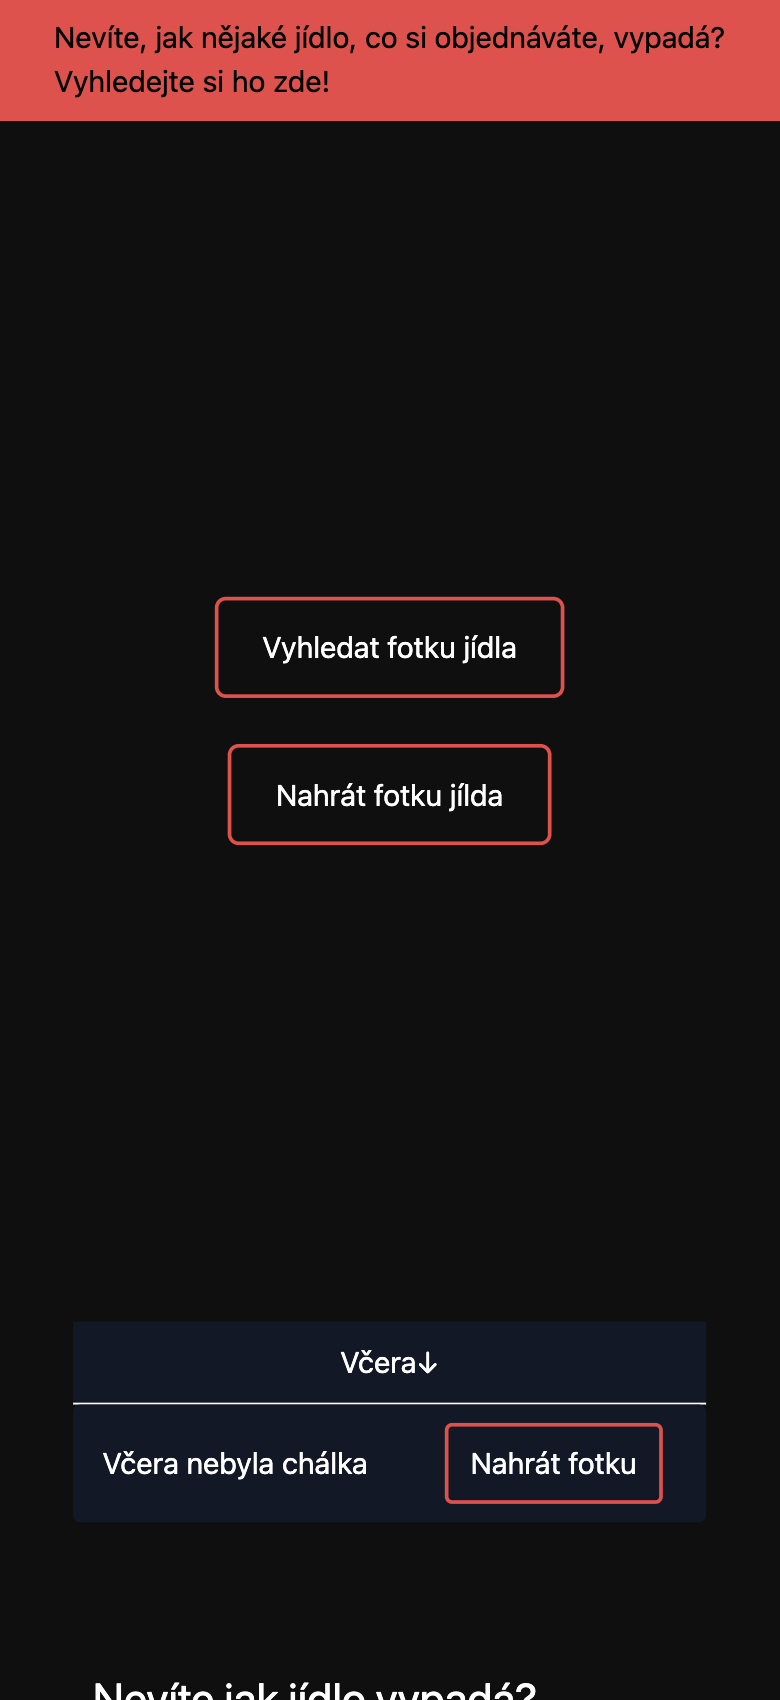 Nevíte, jak nějaké jídlo, co si objednáváte, vypadá?
Vyhledejte si ho zde!
Vyhledat fotku jídla
Nahrát fotku jílda
Včera↓
Včera nebyla chálka
Nahrát fotku
Nevíte jak jídlo vypadá?